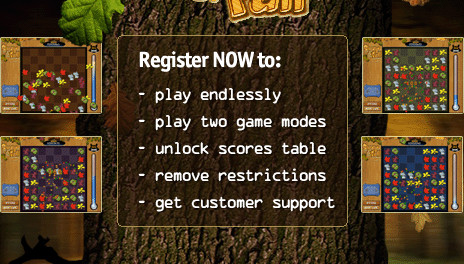 Register NOW to:
- play endlessly
- play two game modes
- unlock scores table
- remove restrictions
- get customer support